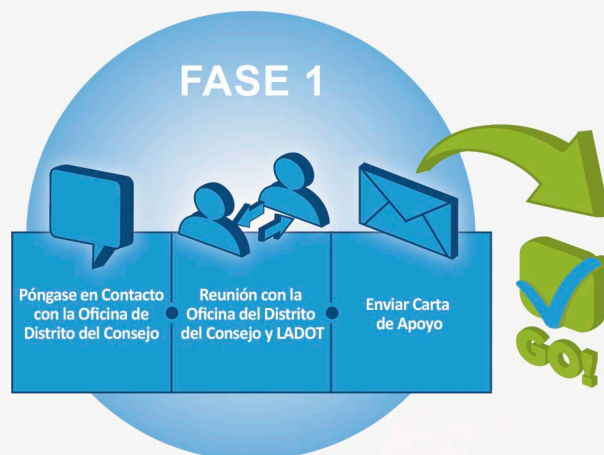 FASE 1
Póngase en Contacto
con la Oficina de
Distrito del Consejo
Reunión con la
Oficina del Distrito
del Consejo y LADOT
Enviar Carta
de Apoyo
GO!